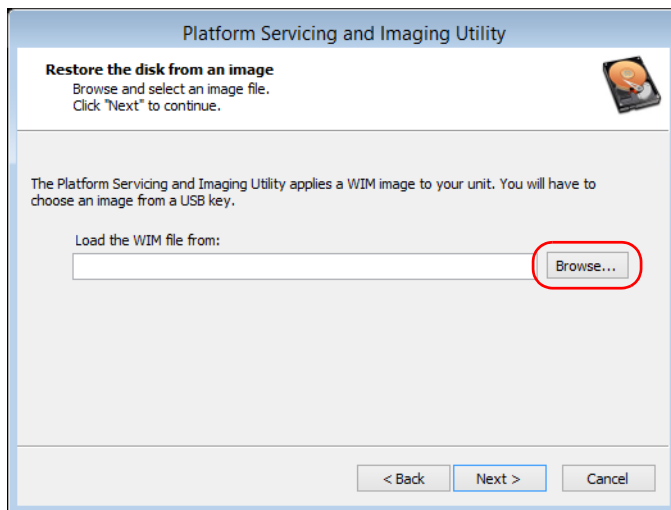 Platform Servicing and Imaging Utility
Restore the disk from an image
Browse and select an image file.
Click "Next" to continue.
The Platform Servicing and Imaging Utility applies a WIM image to your unit. You will have to
choose an image from a USB key.
Load the WIM file from:
Browse...
< Back Next > Cancel